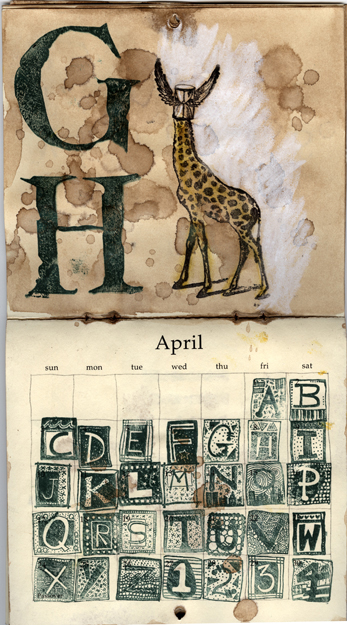 G
H
April
sun mon tue wed thu fri sat
A B
C D E F G H I
J K L M N O P
Q R S T U V W
X Y Z 1 2 3 4